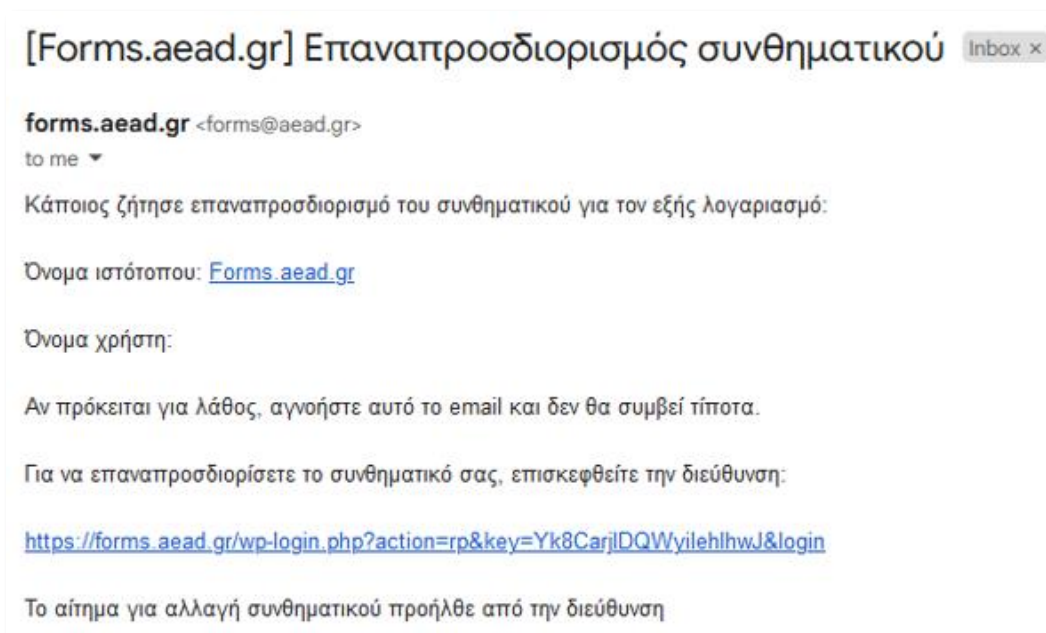 [Forms.aead.gr] Επαναπροσδιορισμός συνθηματικού Inbox ×
forms.aead.gr <forms@aead.gr>
to me
Κάποιος ζήτησε επαναπροσδιορισμό του συνθηματικού για τον εξής λογαριασμό:
Όνομα ιστότοπου: Forms.aead.gr
Όνομα χρήστη:
Αν πρόκειται για λάθος, αγνοήστε αυτό το email και δεν θα συμβεί τίποτα.
Για να επαναπροσδιορίσετε το συνθηματικό σας, επισκεφθείτε την διεύθυνση:
https://forms.aead.gr/wp-login.php?action=rp&key=Yk8CarjlDQWyilehlhwJ&login
Το αίτημα για αλλαγή συνθηματικού προήλθε από την διεύθυνση